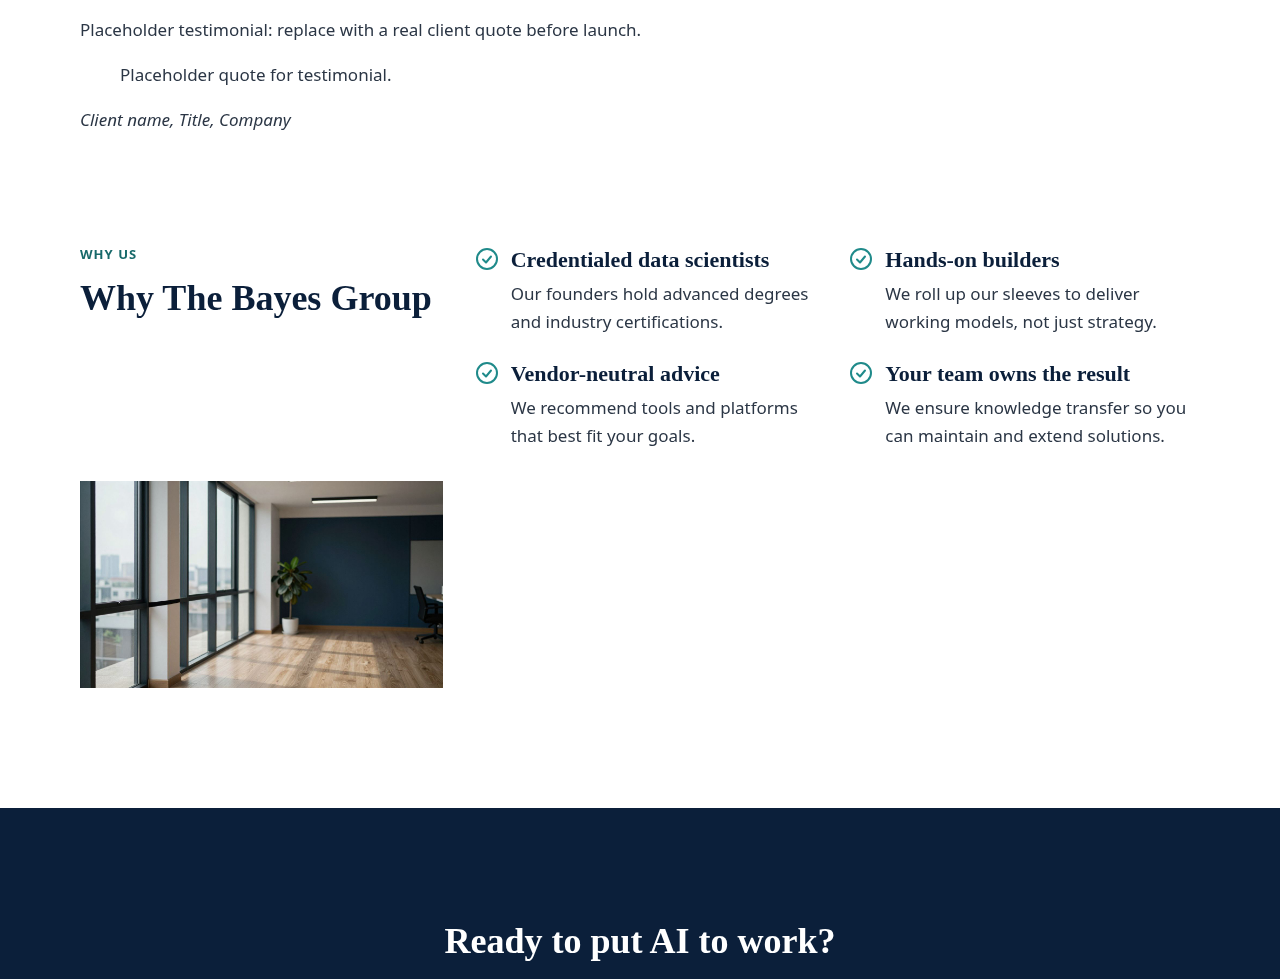 Placeholder testimonial: replace with a real client quote before launch.
Placeholder quote for testimonial.
Client name, Title, Company
WHY US
Why The Bayes Group
Credentialed data scientists
Our founders hold advanced degrees
and industry certifications.
Hands-on builders
We roll up our sleeves to deliver
working models, not just strategy.
Vendor-neutral advice
We recommend tools and platforms
that best fit your goals.
Your team owns the result
We ensure knowledge transfer so you
can maintain and extend solutions.
Ready to put AI to work?